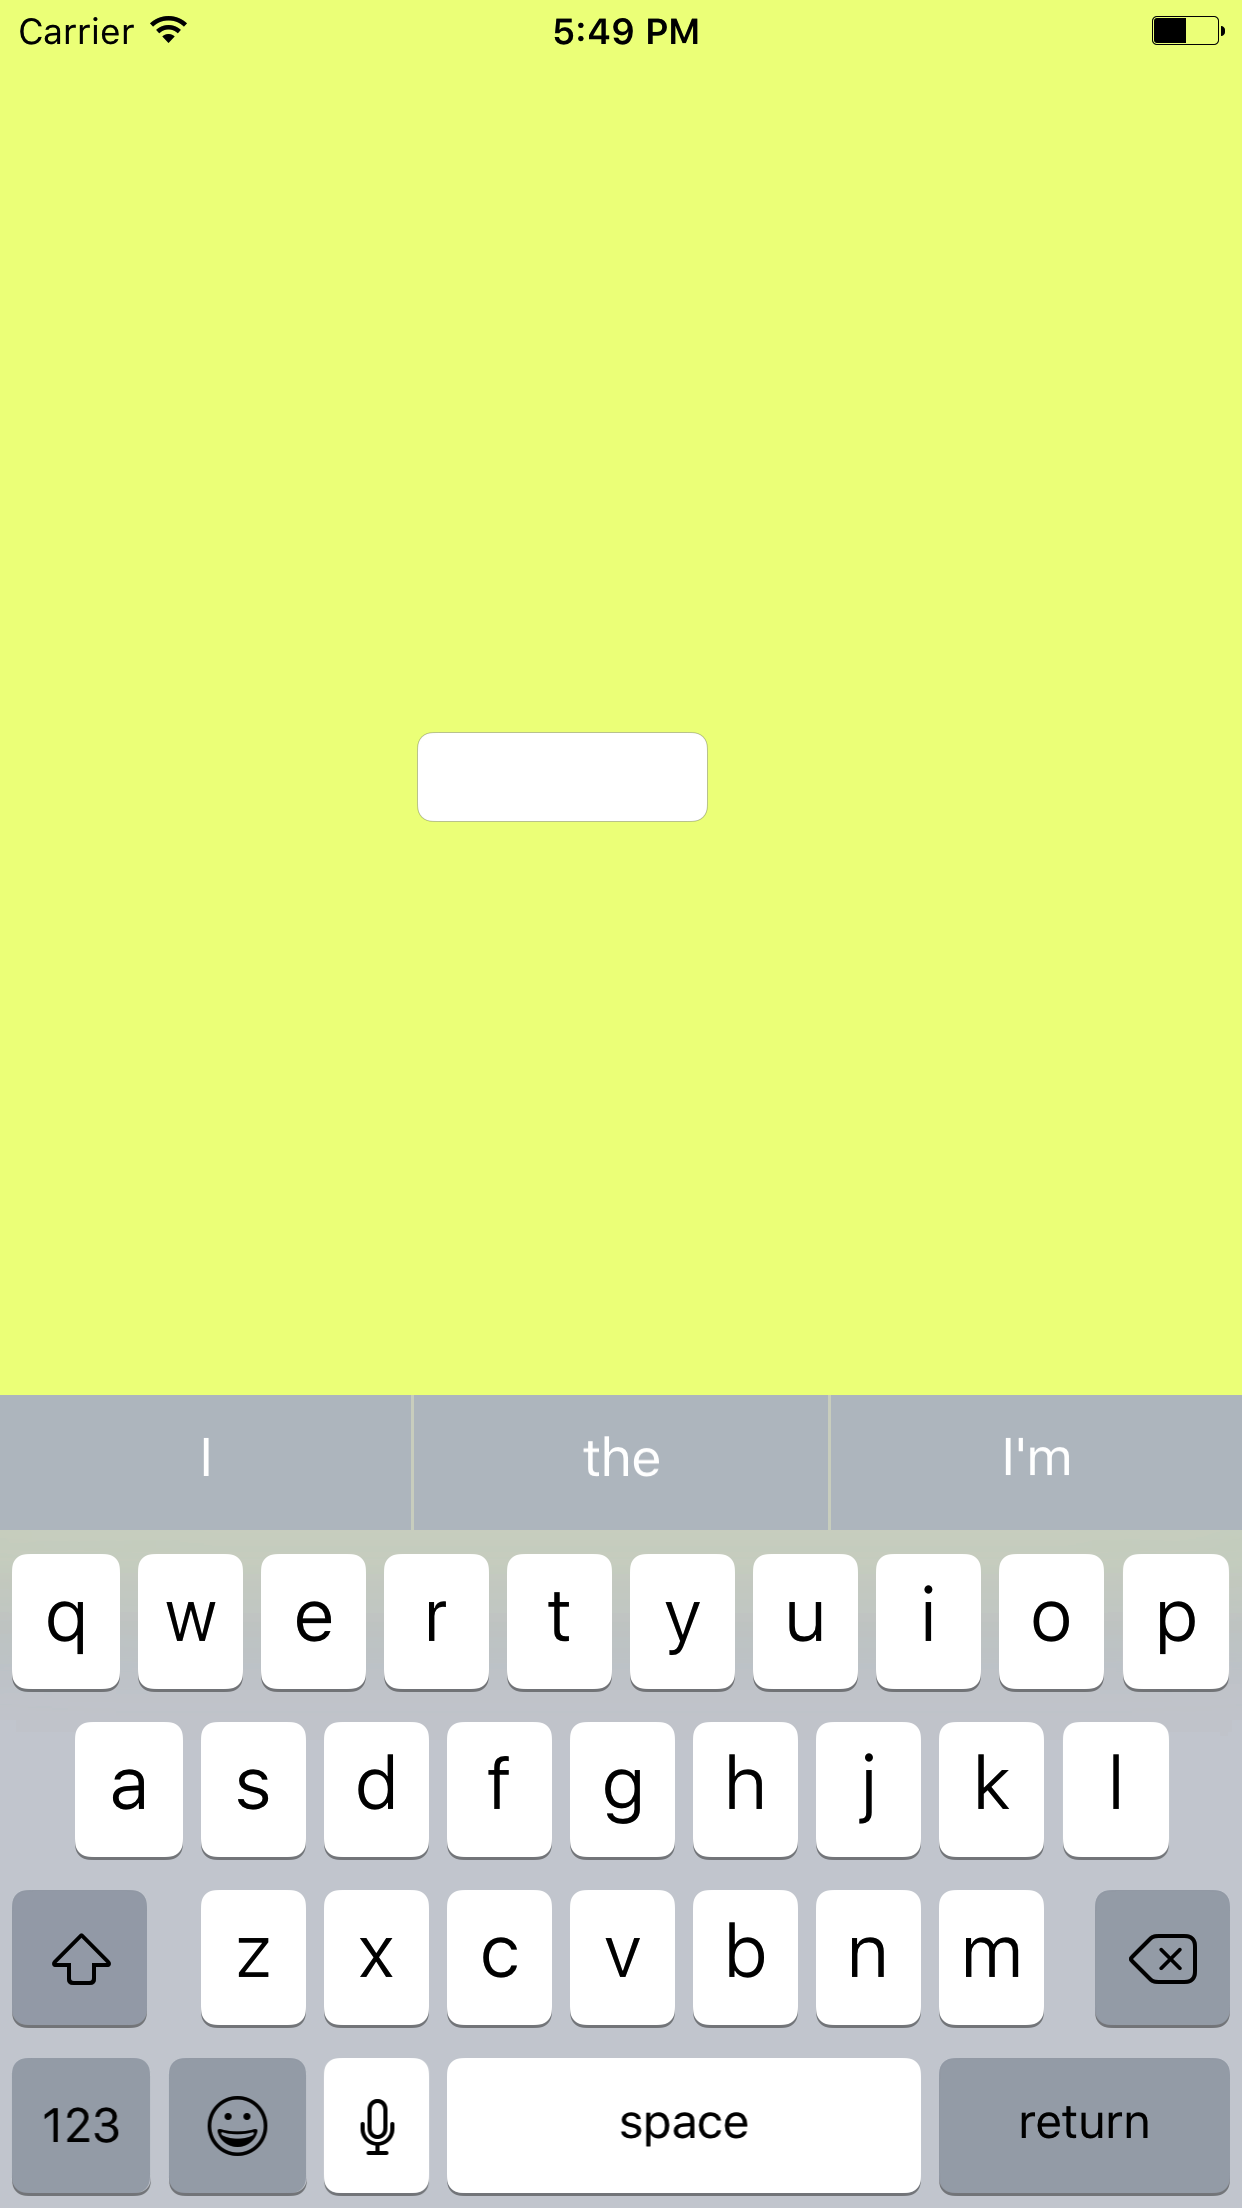 Carrier 5:49 PM
I the I'm
q w e r t y u i o p
a s d f g h j k l
z x c v b n m
123 space return